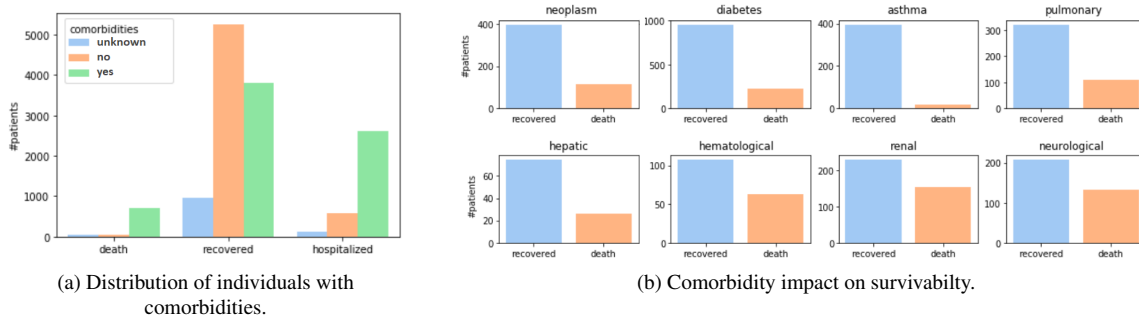 comorbidities
unknown
no
yes
5000
4000
3000
2000
1000
0
#patients
death
recovered
hospitalized
(a) Distribution of individuals with
comorbidities.
neoplasm
400
200
0
#patients
recovered death
diabetes
1000
750
500
250
0
recovered death
asthma
400
200
0
recovered death
pulmonary
300
200
100
0
recovered death
hepatic
60
40
20
0
#patients
recovered death
hematological
100
50
0
recovered death
renal
200
100
0
recovered death
neurological
200
100
0
recovered death
(b) Comorbidity impact on survivabilty.